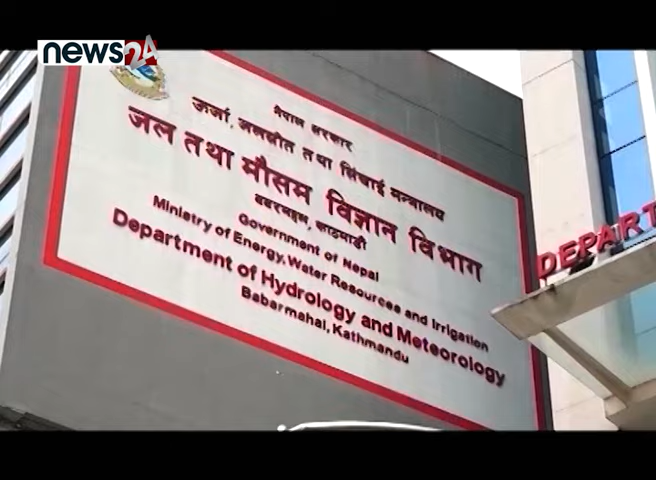 news24
नेपाल सरकार
ऊर्जा, जलस्रोत तथा सिंचाई मन्त्रालय
जल तथा मौसम विज्ञान विभाग
बबरमहल, काठमाडौं
Government of Nepal
Ministry of Energy, Water Resources and Irrigation
Department of Hydrology and Meteorology
Babarmahal, Kathmandu
DEPART